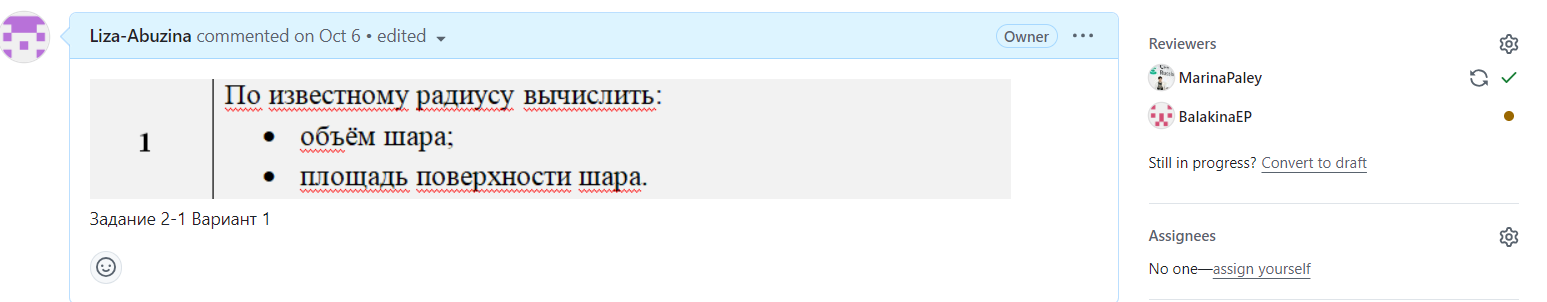 Liza-Abuzina commented on Oct 6 • edited
Owner
1
По известному радиусу вычислить:
• объём шара;
• площадь поверхности шара.
Задание 2-1 Вариант 1
Reviewers
MarinaPaley
BalakinaEP
Still in progress? Convert to draft
Assignees
No one—assign yourself